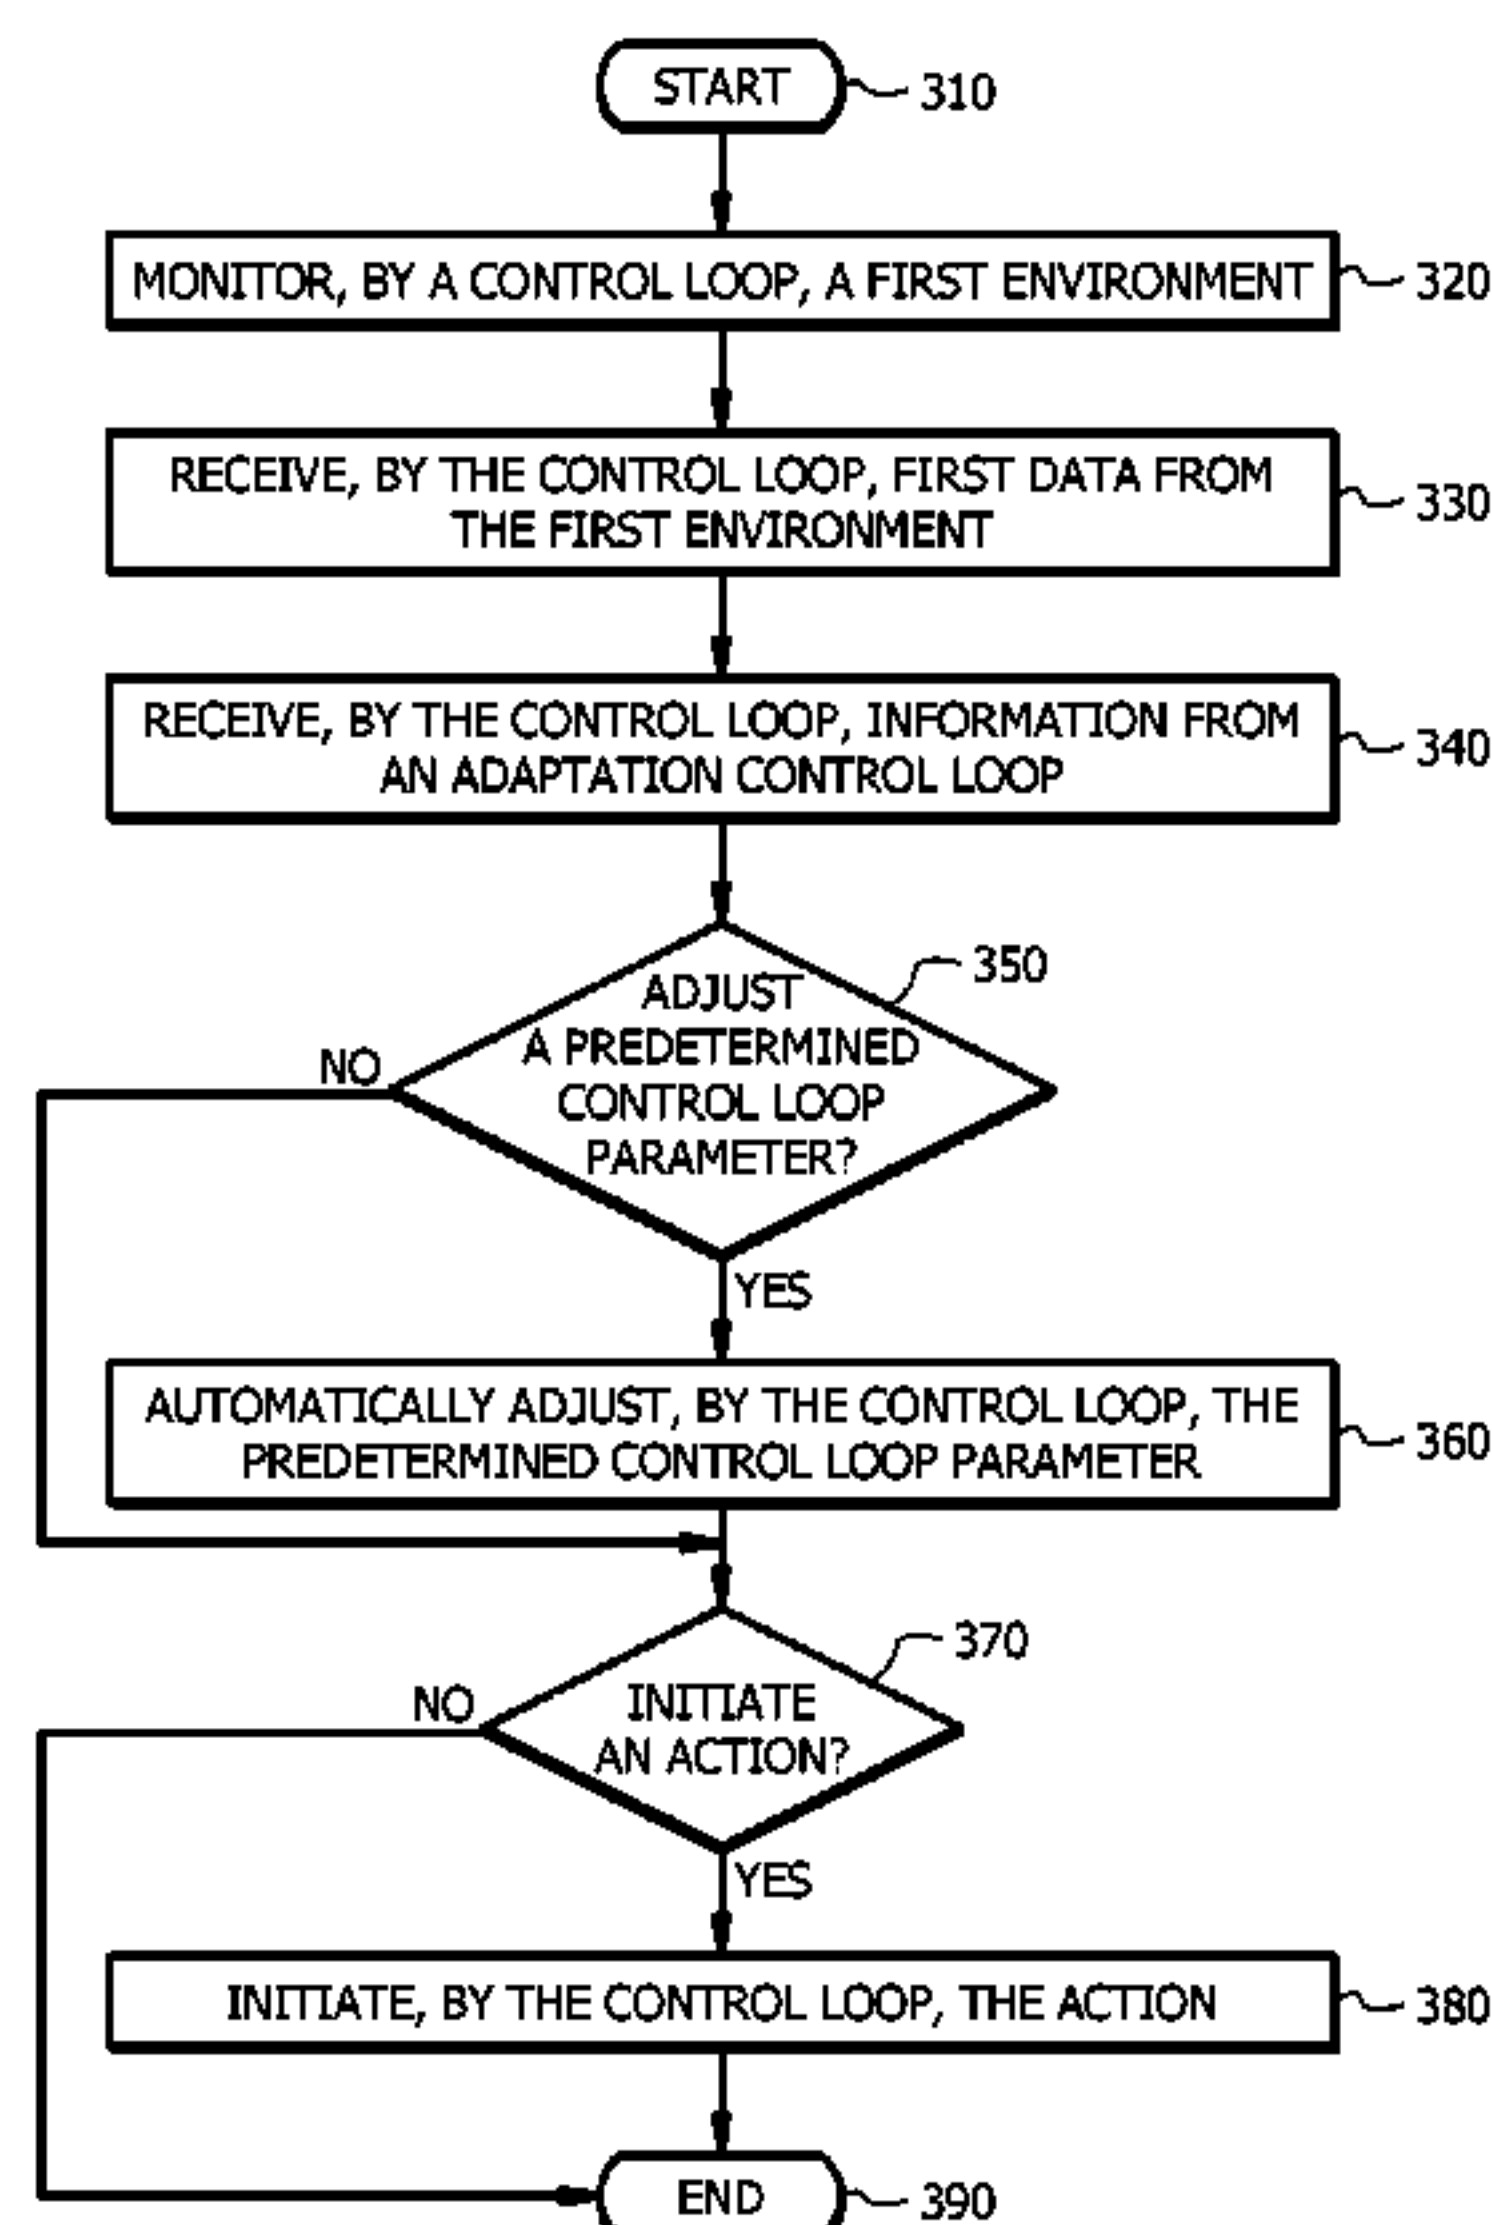 START
310
MONITOR, BY A CONTROL LOOP, A FIRST ENVIRONMENT
320
RECEIVE, BY THE CONTROL LOOP, FIRST DATA FROM
THE FIRST ENVIRONMENT
330
RECEIVE, BY THE CONTROL LOOP, INFORMATION FROM
AN ADAPTATION CONTROL LOOP
340
350
ADJUST
A PREDETERMINED
CONTROL LOOP
PARAMETER?
NO
YES
AUTOMATICALLY ADJUST, BY THE CONTROL LOOP, THE
PREDETERMINED CONTROL LOOP PARAMETER
360
370
INITIATE
AN ACTION?
NO
YES
INITIATE, BY THE CONTROL LOOP, THE ACTION
380
END
390